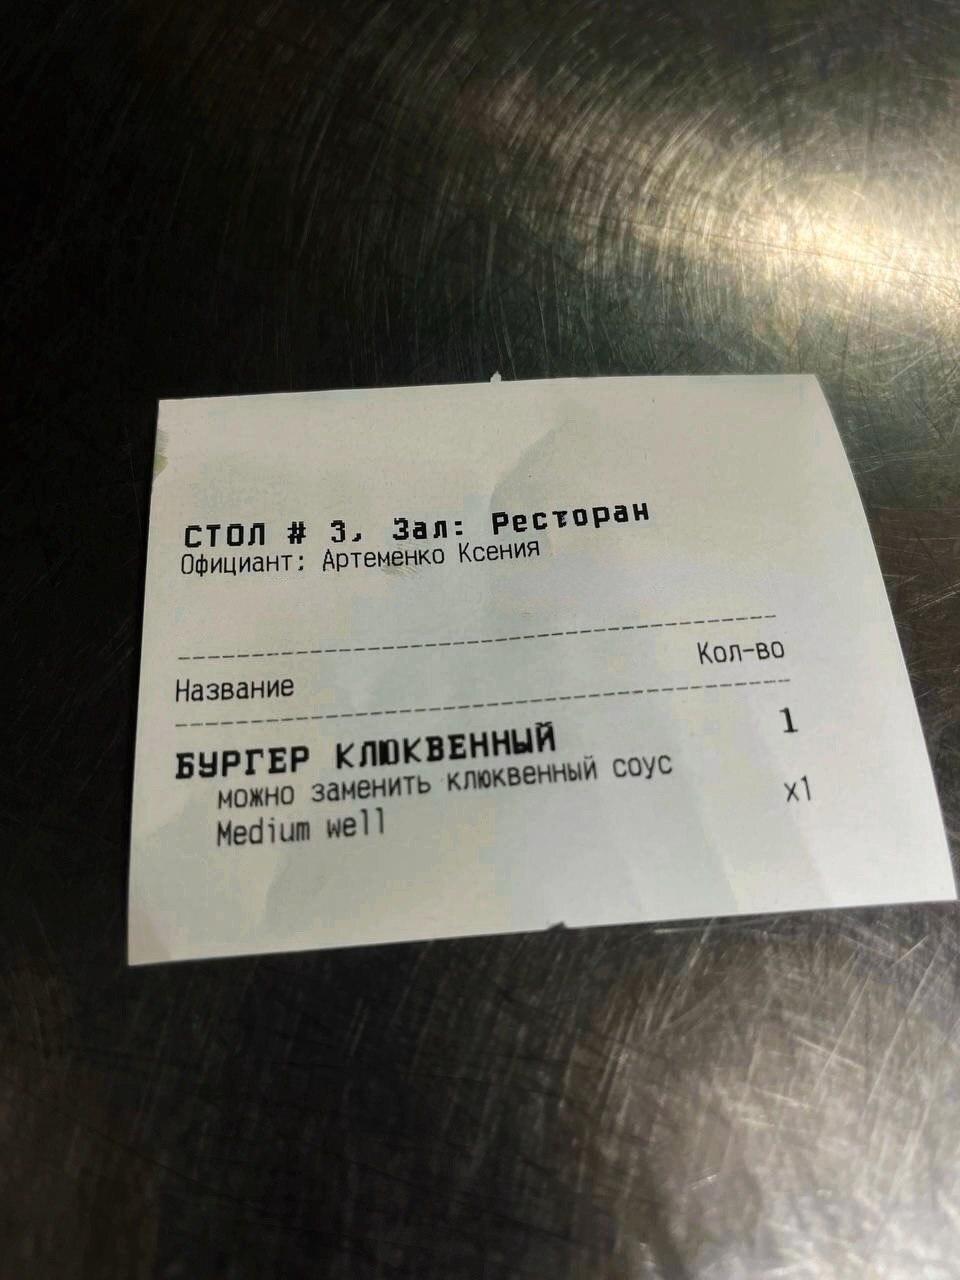 СТОЛ # 3, Зал: Ресторан
Официант: Артеменко Ксения
Кол-во
Название
БУРГЕР КЛЮКВЕННЫЙ 1
можно заменить клюквенный соус
Medium well x1